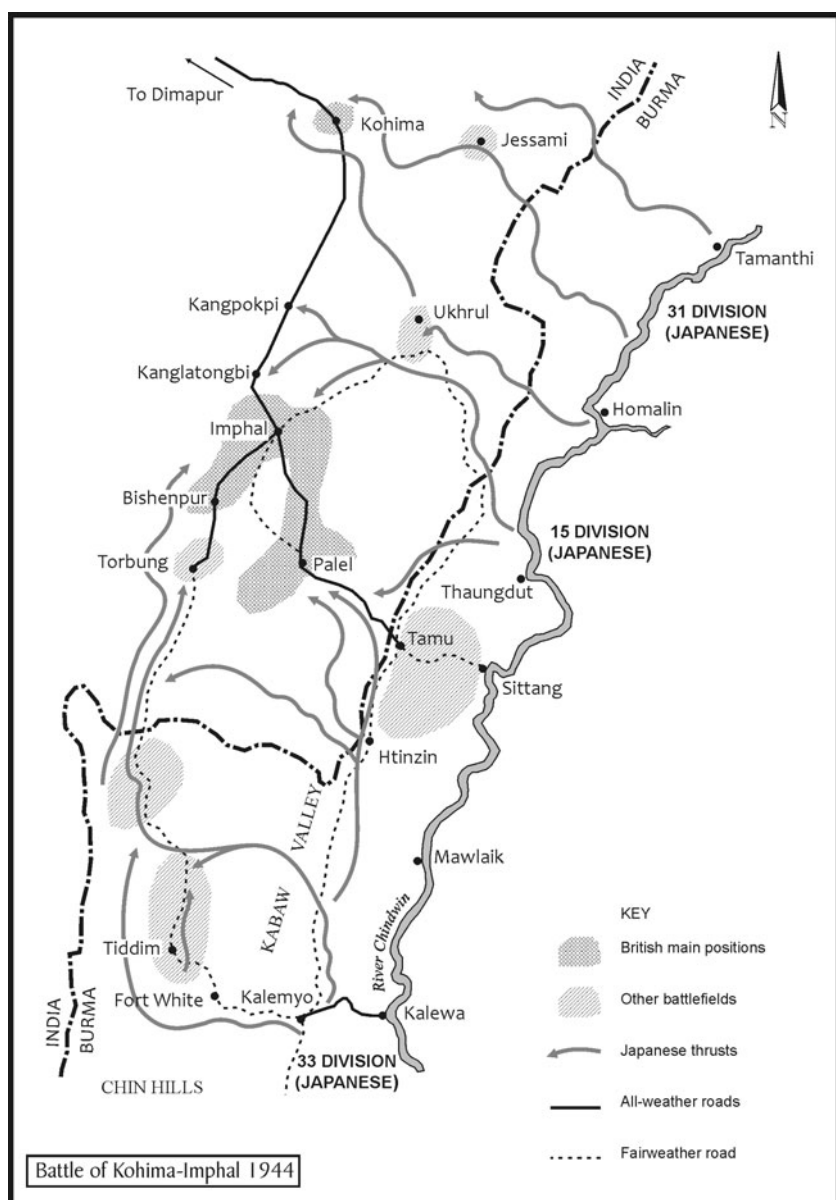 To Dimapur
INDIA
BURMA
N
Kohima
Jessami
Tamanthi
Kangpokpi
Ukhrul
31 DIVISION
(JAPANESE)
Kanglatongbi
Homalin
Imphal
Bishenpur
15 DIVISION
(JAPANESE)
Torbung
Palel
Thaungdut
Tamu
Sittang
Htinzin
VALLEY
KABAW
Mawlaik
River Chindwin
Tiddim
Fort White
Kalemyo
Kalewa
INDIA
BURMA
33 DIVISION
(JAPANESE)
CHIN HILLS
KEY
British main positions
Other battlefields
Japanese thrusts
All-weather roads
Fairweather road
Battle of Kohima-Imphal 1944